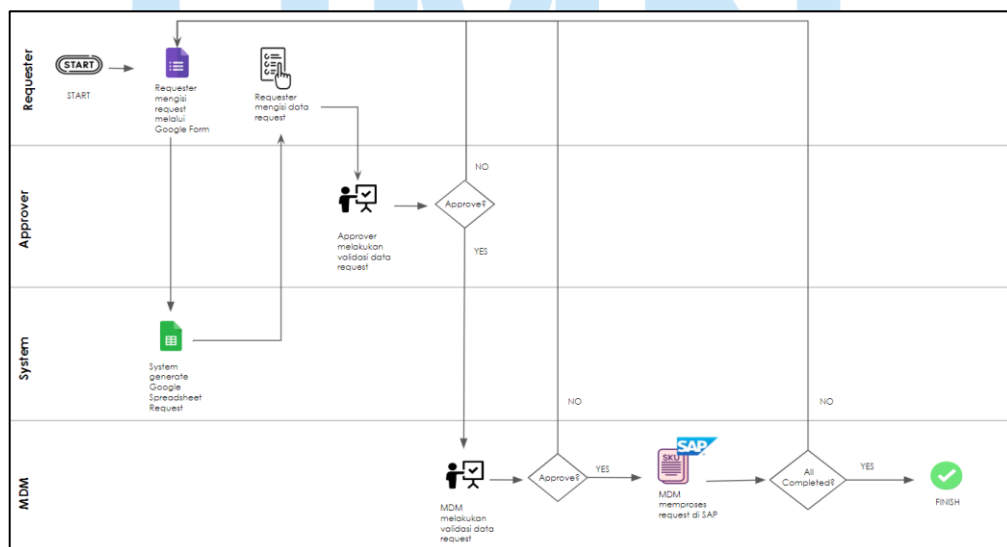 Requester
START
START
Requester
mengisi
request
melalui
Google Form
Requester
mengisi data
request
Approver
Approver
melakukan
validasi data
request
Approve?
NO
YES
System
System
generate
Google
Spreadsheet
Request
NO
NO
MDM
MDM
melakukan
validasi data
request
Approve?
YES
SKU
SAP
MDM
memproses
request di SAP
All
Completed?
YES
FINISH